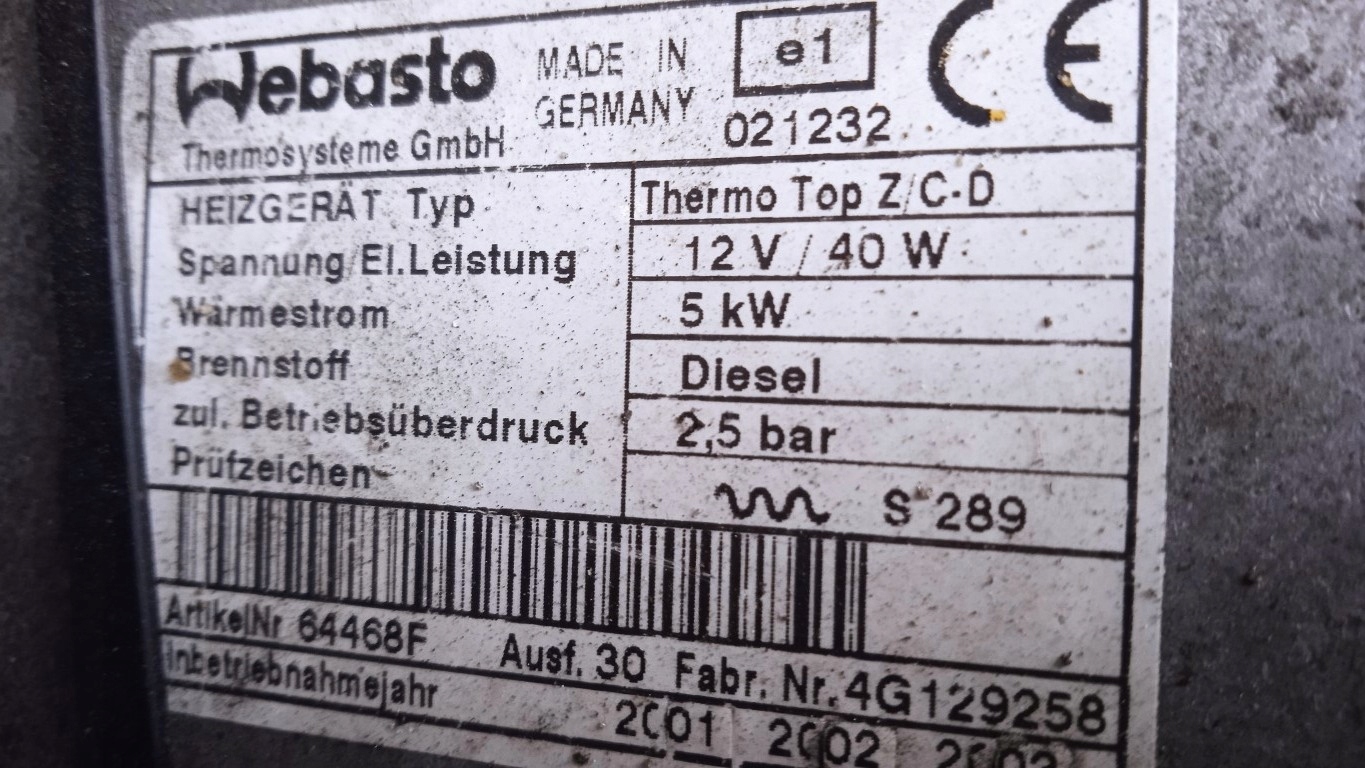 Webasto MADE IN e1 CE
Thermosysteme GmbH GERMANY 021232
HEIZGERÄT Typ Thermo Top Z/C-D
Spannung/El.Leistung 12 V / 40 W
Wärmestrom 5 kW
Brennstoff Diesel
zul. Betriebsüberdruck 2,5 bar
Prüfzeichen S 289
ArtikelNr 64468F Ausf. 30 Fabr. Nr. 4G129258
Inbetriebnahmejahr 2001 2002 2003